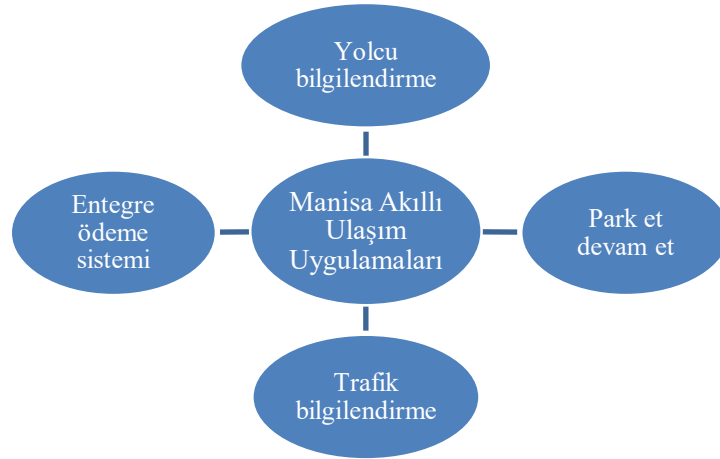 Yolcu
bilgilendirme
Entegre
ödeme
sistemi
Manisa Akıllı
Ulaşım
Uygulamaları
Park et
devam et
Trafik
bilgilendirme